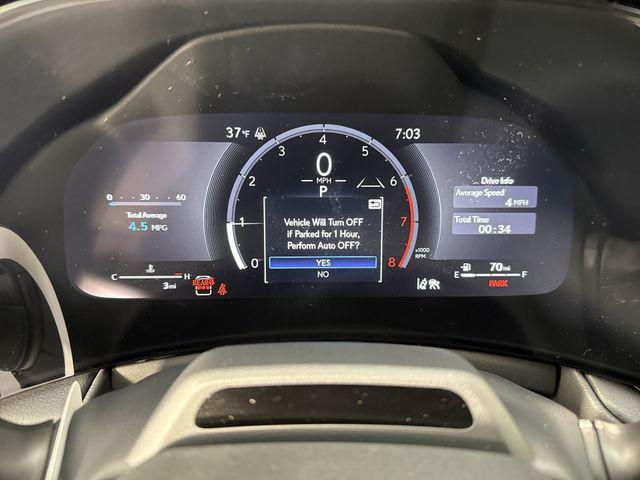 37°F
7:03
0 30 60
Total Average
4.5 MPG
C H
3mi
REAR
0 1 2 3 4 5 6 7 8
x1000
RPM
0
MPH
P
Vehicle Will Turn OFF
if Parked for 1 Hour,
Perform Auto OFF?
YES
NO
Drive Info
Average Speed
4 MPH
Total Time
00:34
70mi
E F
PARK